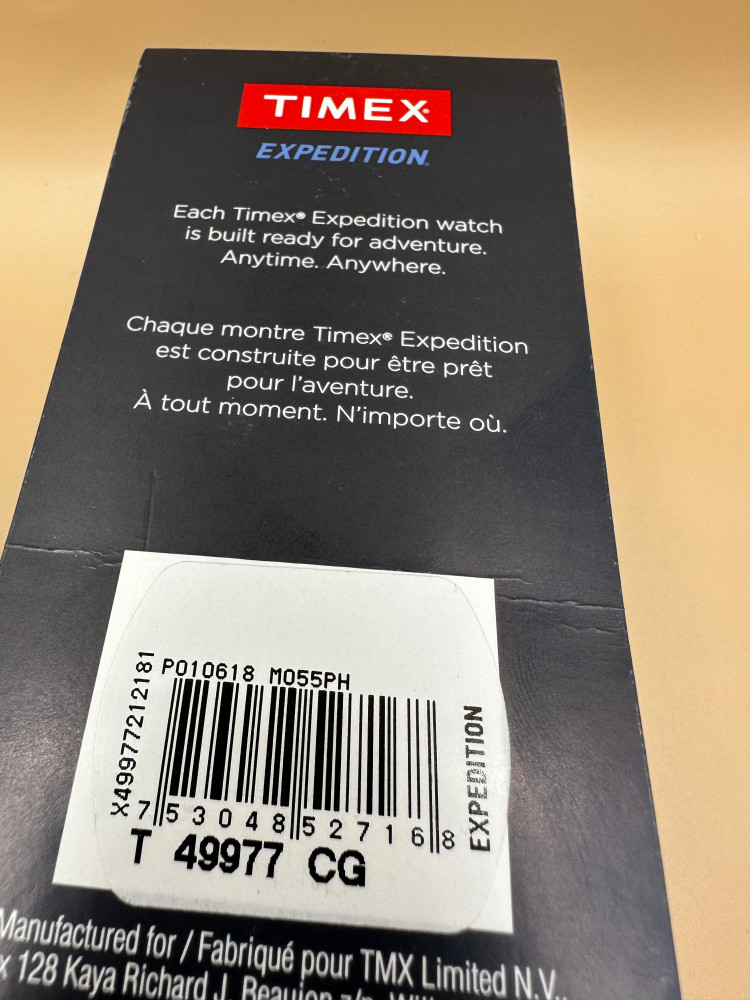 TIMEX
EXPEDITION
Each Timex® Expedition watch
is built ready for adventure.
Anytime. Anywhere.
Chaque montre Timex® Expedition
est construite pour être prêt
pour l'aventure.
À tout moment. N'importe où.
P010618 M055PH
X49977212181
EXPEDITION
7 53048 52716 8
T 49977 CG
Manufactured for / Fabriqué pour TMX Limited N.V.,
x 128 Kaya Richard J. Beaujon z/n,